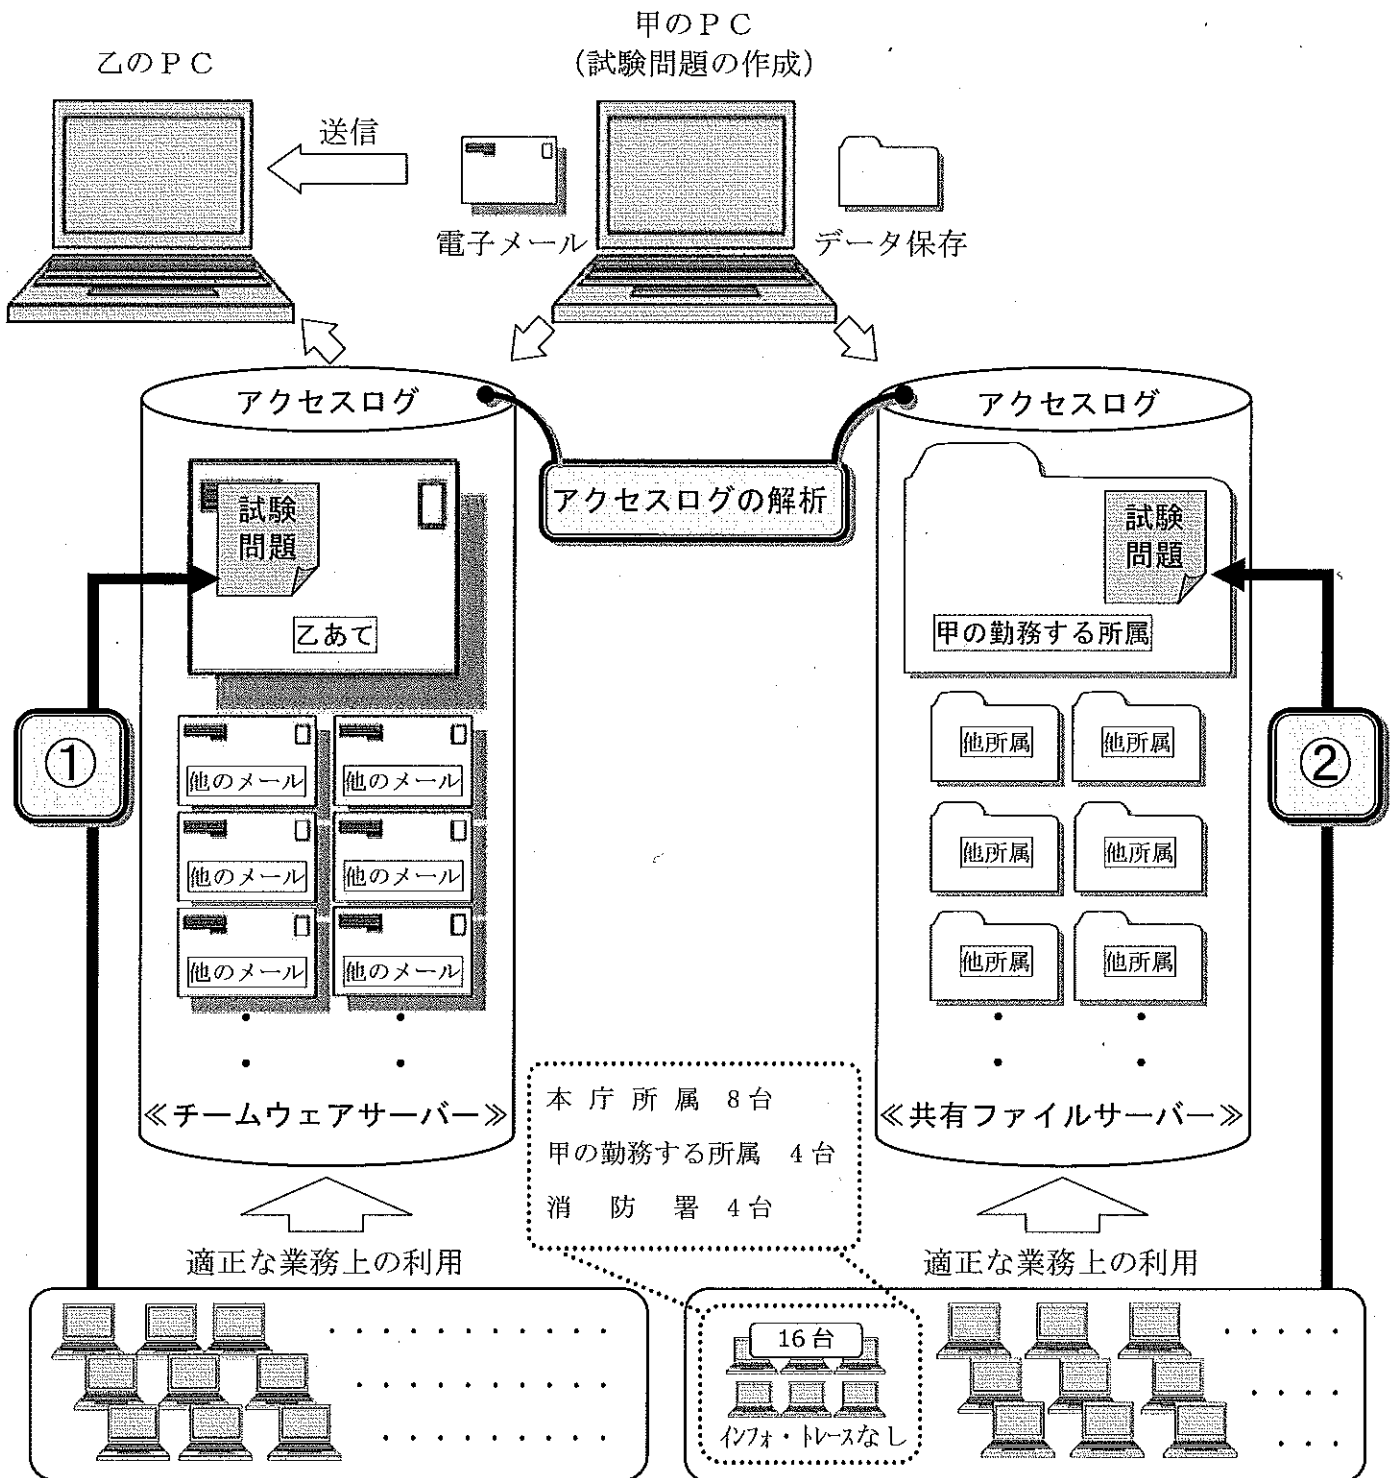 甲のＰＣ
(試験問題の作成)
乙のＰＣ
送信
電子メール
データ保存
アクセスログ
アクセスログ
アクセスログの解析
試験
問題
乙あて
試験
問題
甲の勤務する所属
①
②
他のメール
他のメール
他のメール
他のメール
他のメール
他のメール
他所属
他所属
他所属
他所属
他所属
他所属
≪チームウェアサーバー≫
本庁所属 8台
甲の勤務する所属 4台
消防署 4台
≪共有ファイルサーバー≫
適正な業務上の利用
適正な業務上の利用
16台
インフォ・トレースなし